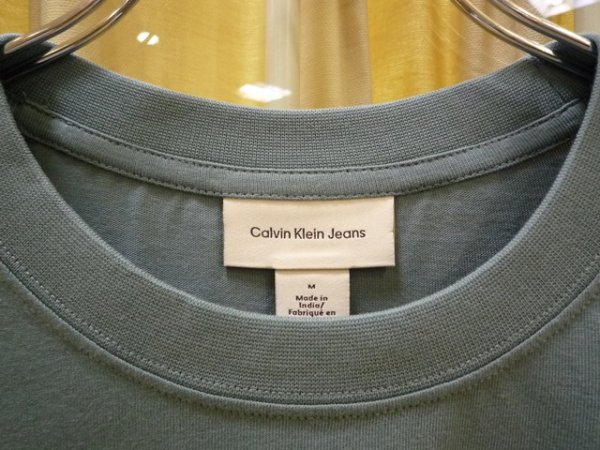 Calvin Klein Jeans
M
Made in
India/
Fabriqué en